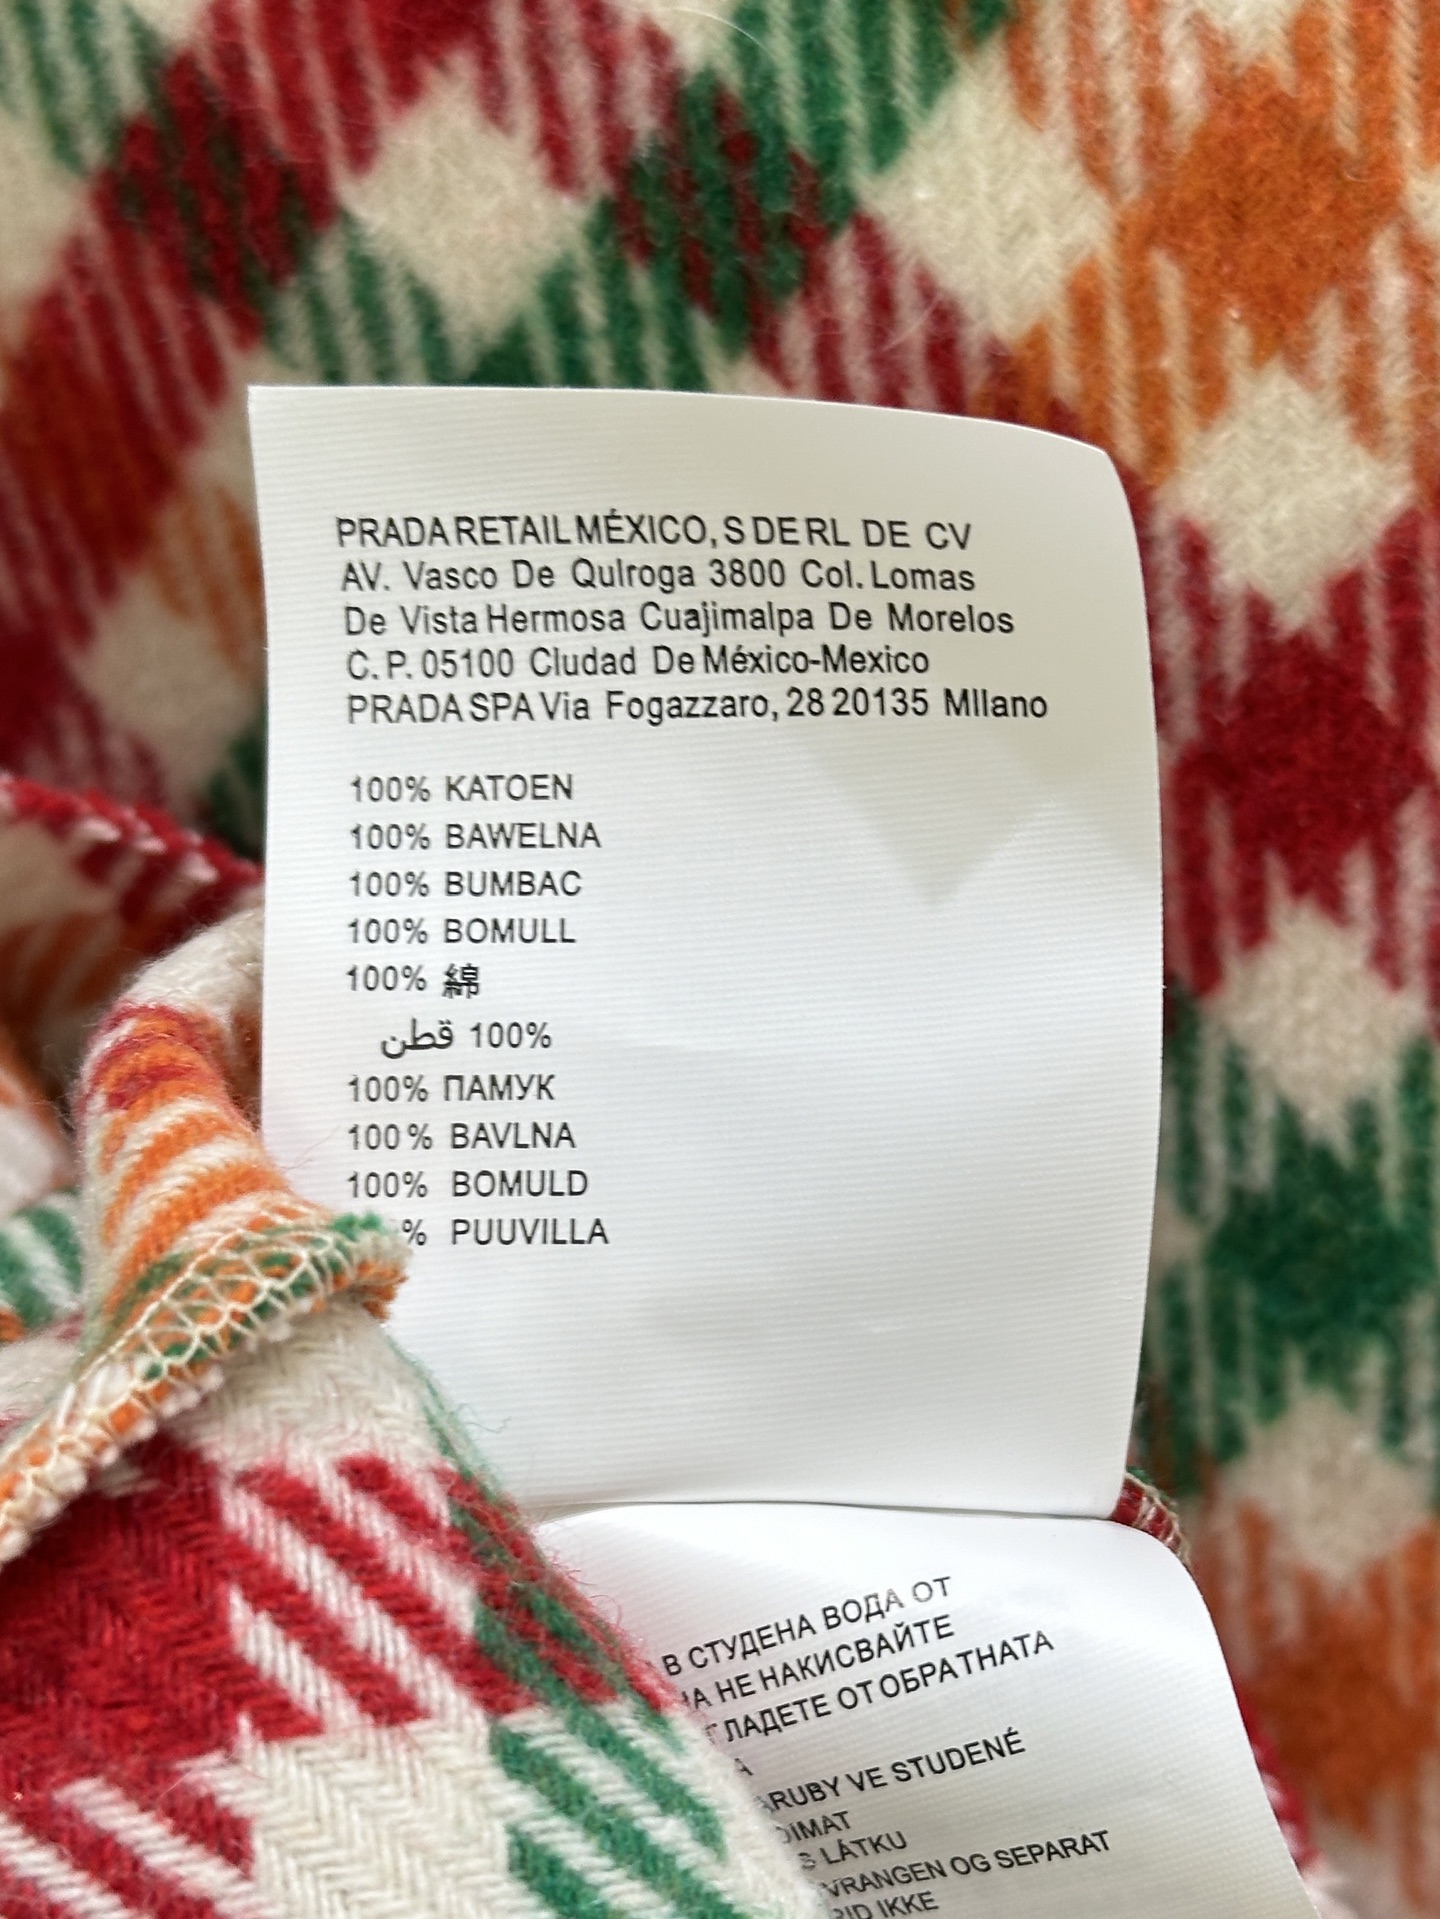 PRADA RETAIL MÉXICO, S DE RL DE CV
AV. Vasco De Qulroga 3800 Col. Lomas
De Vista Hermosa Cuajimalpa De Morelos
C. P. 05100 Cludad De México-Mexico
PRADA SPA Via Fogazzaro, 28 20135 Mllano
100% KATOEN
100% BAWELNA
100% BUMBAC
100% BOMULL
100% 綿
100% قطن
100% ПАМУК
100% BAVLNA
100% BOMULD
% PUUVILLA
В СТУДЕНА ВОДА ОТ
НЕ НАКИСВАЙТЕ
ГЛАДЕТЕ ОТ ОБРАТНАТА
VE STUDENÉ
LÁTKU
VRANGEN OG SEPARAT
IKKE